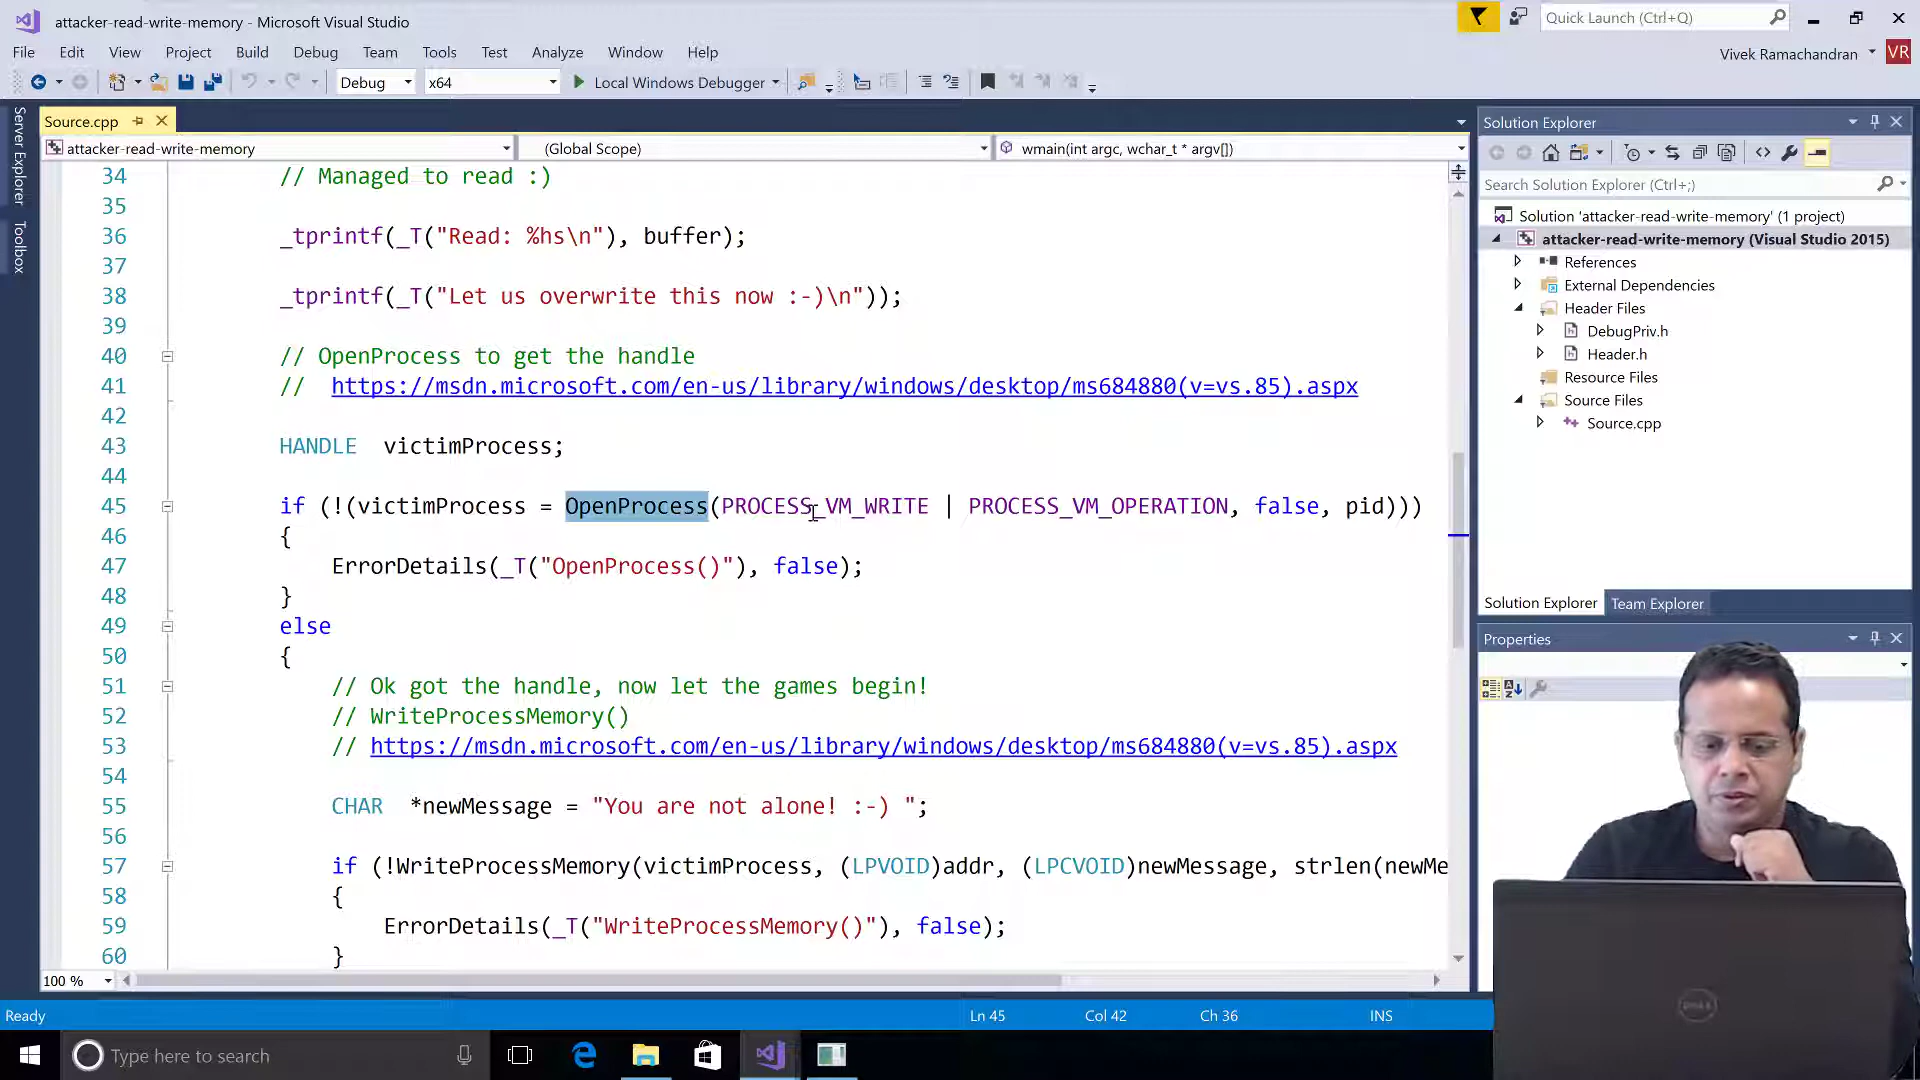 attacker-read-write-memory - Microsoft Visual Studio
Quick Launch (Ctrl+Q)
File Edit View Project Build Debug Team Tools Test Analyze Window Help
Vivek Ramachandran VR
Debug x64 Local Windows Debugger
Server Explorer
Toolbox
Source.cpp
attacker-read-write-memory (Global Scope) wmain(int argc, wchar_t * argv[])
34 // Managed to read :)
35
36 _tprintf(_T("Read: %hs\n"), buffer);
37
38 _tprintf(_T("Let us overwrite this now :-)\n"));
39
40 // OpenProcess to get the handle
41 // https://msdn.microsoft.com/en-us/library/windows/desktop/ms684880(v=vs.85).aspx
42
43 HANDLE victimProcess;
44
45 if (!(victimProcess = OpenProcess(PROCESS_VM_WRITE | PROCESS_VM_OPERATION, false, pid)))
46 {
47 ErrorDetails(_T("OpenProcess()"), false);
48 }
49 else
50 {
51 // Ok got the handle, now let the games begin!
52 // WriteProcessMemory()
53 // https://msdn.microsoft.com/en-us/library/windows/desktop/ms684880(v=vs.85).aspx
54
55 CHAR *newMessage = "You are not alone! :-) ";
56
57 if (!WriteProcessMemory(victimProcess, (LPVOID)addr, (LPCVOID)newMessage, strlen(newMe
58 {
59 ErrorDetails(_T("WriteProcessMemory()"), false);
60 }
100 %
Solution Explorer
Search Solution Explorer (Ctrl+;)
Solution 'attacker-read-write-memory' (1 project)
attacker-read-write-memory (Visual Studio 2015)
References
External Dependencies
Header Files
DebugPriv.h
Header.h
Resource Files
Source Files
Source.cpp
Solution Explorer Team Explorer
Properties
DELL
Ready Ln 45 Col 42 Ch 36 INS
Type here to search